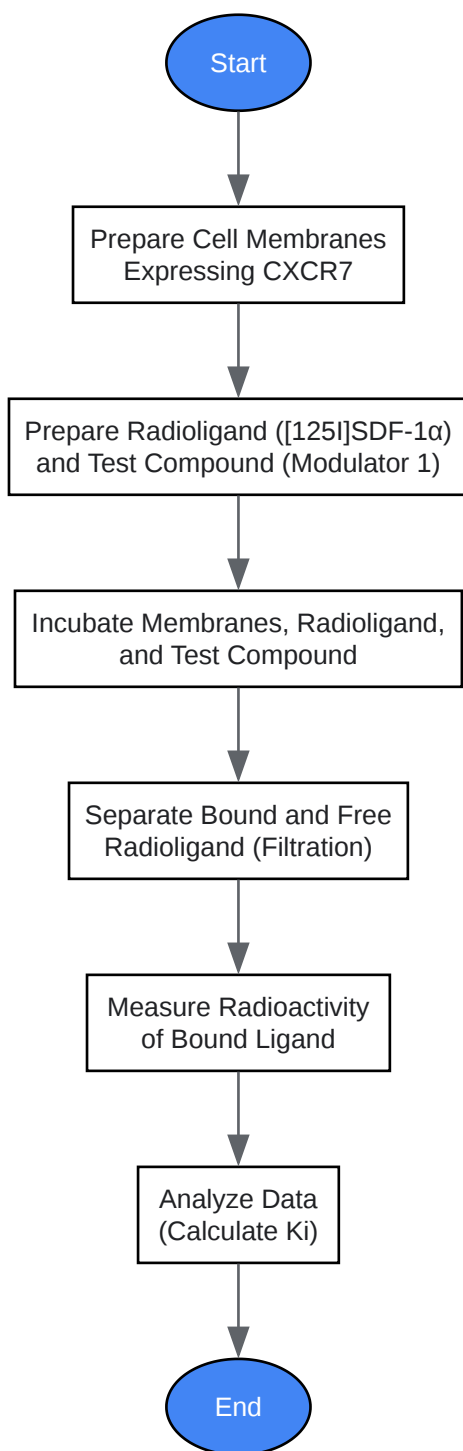 Start
Prepare Cell Membranes
Expressing CXCR7
Prepare Radioligand ([125I]SDF-1α)
and Test Compound (Modulator 1)
Incubate Membranes, Radioligand,
and Test Compound
Separate Bound and Free
Radioligand (Filtration)
Measure Radioactivity
of Bound Ligand
Analyze Data
(Calculate Ki)
End